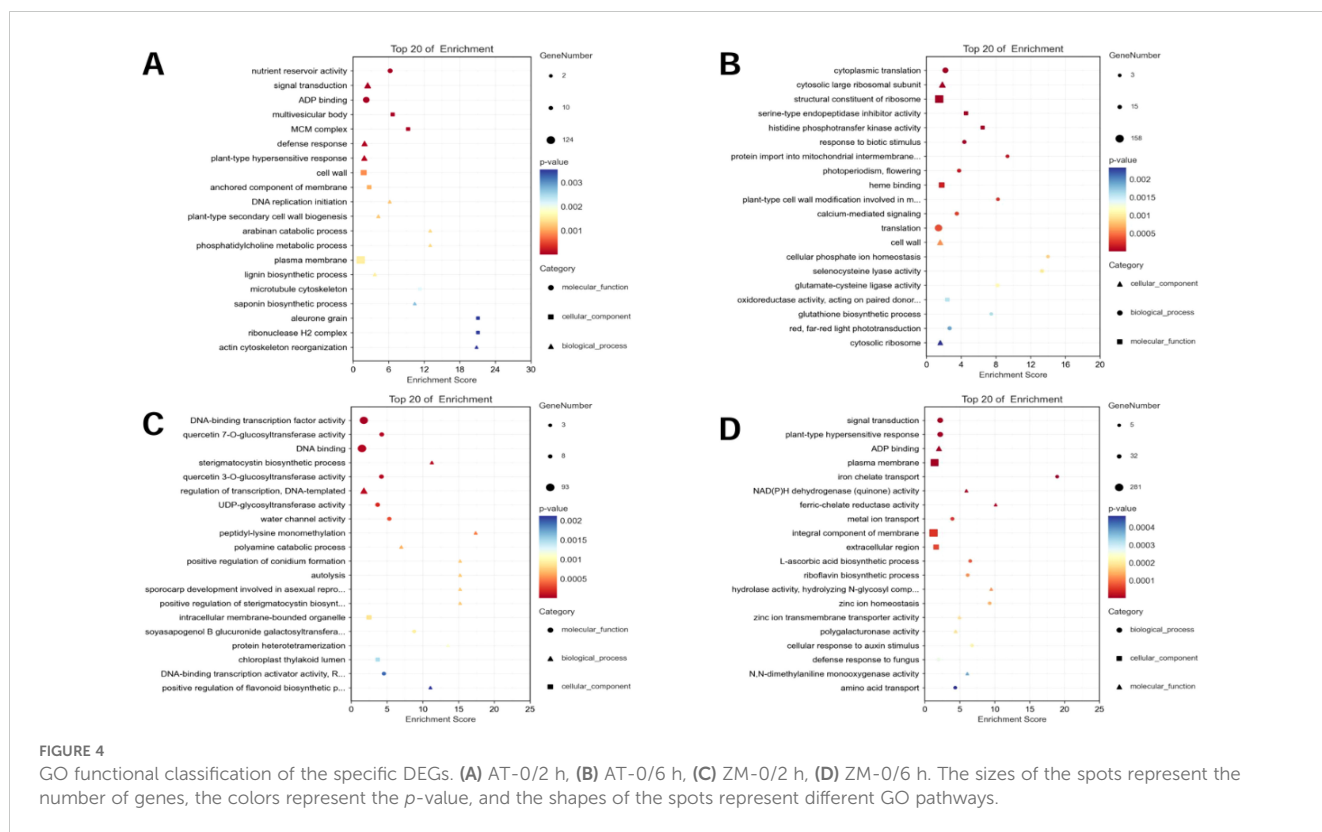 A
Top 20 of Enrichment
nutrient reservoir activity
signal transduction
ADP binding
multivesicular body
MCM complex
defense response
plant-type hypersensitive response
cell wall
anchored component of membrane
DNA replication initiation
plant-type secondary cell wall biogenesis
arabinan catabolic process
phosphatidylcholine metabolic process
plasma membrane
lignin biosynthetic process
microtubule cytoskeleton
saponin biosynthetic process
aleurone grain
ribonuclease H2 complex
actin cytoskeleton reorganization
0 6 12 18 24 30
Enrichment Score
GeneNumber
2
10
124
p-value
0.003
0.002
0.001
Category
molecular_function
cellular_component
biological_process
B
Top 20 of Enrichment
cytoplasmic translation
cytosolic large ribosomal subunit
structural constituent of ribosome
serine-type endopeptidase inhibitor activity
histidine phosphotransfer kinase activity
response to biotic stimulus
protein import into mitochondrial intermembrane...
photoperiodism, flowering
heme binding
plant-type cell wall modification involved in m...
calcium-mediated signaling
translation
cell wall
cellular phosphate ion homeostasis
selenocysteine lyase activity
glutamate-cysteine ligase activity
oxidoreductase activity, acting on paired donor...
glutathione biosynthetic process
red, far-red light phototransduction
cytosolic ribosome
0 4 8 12 16 20
Enrichment Score
GeneNumber
3
15
158
p-value
0.002
0.0015
0.001
0.0005
Category
cellular_component
biological_process
molecular_function
C
Top 20 of Enrichment
DNA-binding transcription factor activity
quercetin 7-O-glucosyltransferase activity
DNA binding
sterigmatocystin biosynthetic process
quercetin 3-O-glucosyltransferase activity
regulation of transcription, DNA-templated
UDP-glycosyltransferase activity
water channel activity
peptidyl-lysine monomethylation
polyamine catabolic process
positive regulation of conidium formation
autolysis
sporocarp development involved in asexual repro...
positive regulation of sterigmatocystin biosynt...
intracellular membrane-bounded organelle
soyasapogenol B glucuronide galactosyltransfera...
protein heterotetramerization
chloroplast thylakoid lumen
DNA-binding transcription activator activity, R...
positive regulation of flavonoid biosynthetic p...
0 5 10 15 20 25
Enrichment Score
GeneNumber
3
8
93
p-value
0.002
0.0015
0.001
0.0005
Category
molecular_function
biological_process
cellular_component
D
Top 20 of Enrichment
signal transduction
plant-type hypersensitive response
ADP binding
plasma membrane
iron chelate transport
NAD(P)H dehydrogenase (quinone) activity
ferric-chelate reductase activity
metal ion transport
integral component of membrane
extracellular region
L-ascorbic acid biosynthetic process
riboflavin biosynthetic process
hydrolase activity, hydrolyzing N-glycosyl comp...
zinc ion homeostasis
zinc ion transmembrane transporter activity
polygalacturonase activity
cellular response to auxin stimulus
defense response to fungus
N,N-dimethylaniline monooxygenase activity
amino acid transport
0 5 10 15 20 25
Enrichment Score
GeneNumber
5
32
281
p-value
0.0004
0.0003
0.0002
0.0001
Category
biological_process
cellular_component
molecular_function
FIGURE 4
GO functional classification of the specific DEGs. (A) AT-0/2 h, (B) AT-0/6 h, (C) ZM-0/2 h, (D) ZM-0/6 h. The sizes of the spots represent the
number of genes, the colors represent the p-value, and the shapes of the spots represent different GO pathways.